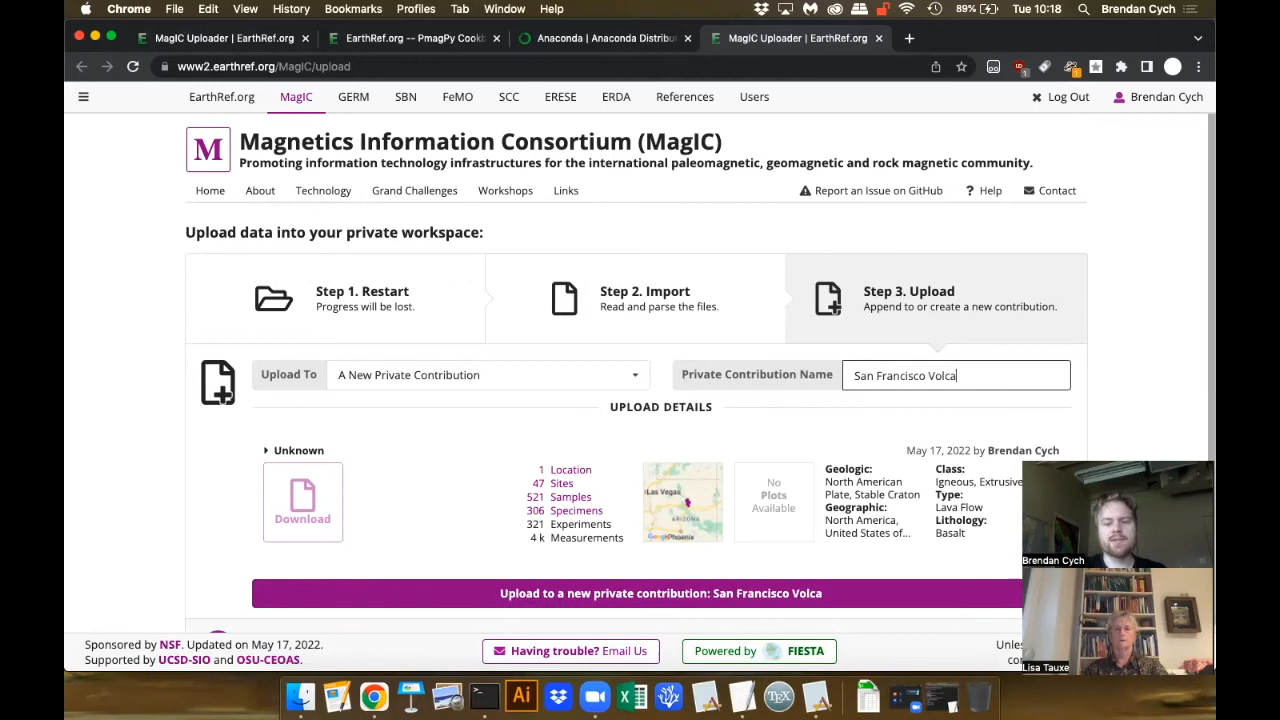 Chrome File Edit View History Bookmarks Profiles Tab Window Help 89% Tue 10:18 Brendan Cych
MagIC Uploader | EarthRef.org EarthRef.org -- PmagPy Cookb Anaconda | Anaconda Distribu MagIC Uploader | EarthRef.org
www2.earthref.org/MagIC/upload
EarthRef.org MagIC GERM SBN FeMO SCC ERESE ERDA References Users Log Out Brendan Cych
M
Magnetics Information Consortium (MagIC)
Promoting information technology infrastructures for the international paleomagnetic, geomagnetic and rock magnetic community.
Home About Technology Grand Challenges Workshops Links Report an Issue on GitHub ? Help Contact
Upload data into your private workspace:
Step 1. Restart
Progress will be lost.
Step 2. Import
Read and parse the files.
Step 3. Upload
Append to or create a new contribution.
Upload To A New Private Contribution Private Contribution Name San Francisco Volca
UPLOAD DETAILS
Unknown May 17, 2022 by Brendan Cych
Download
1 Location
47 Sites
521 Samples
306 Specimens
321 Experiments
4 k Measurements
Las Vegas
ARIZONA
Google Phoenix
No
Plots
Available
Geologic:
North American
Plate, Stable Craton
Geographic:
North America,
United States of...
Class:
Igneous, Extrusive
Type:
Lava Flow
Lithology:
Basalt
Upload to a new private contribution: San Francisco Volca
Brendan Cych
Lisa Tauxe
Sponsored by NSF. Updated on May 17, 2022.
Supported by UCSD-SIO and OSU-CEOAS.
Having trouble? Email Us
Powered by FIESTA
Unles
co
Ai
TEX